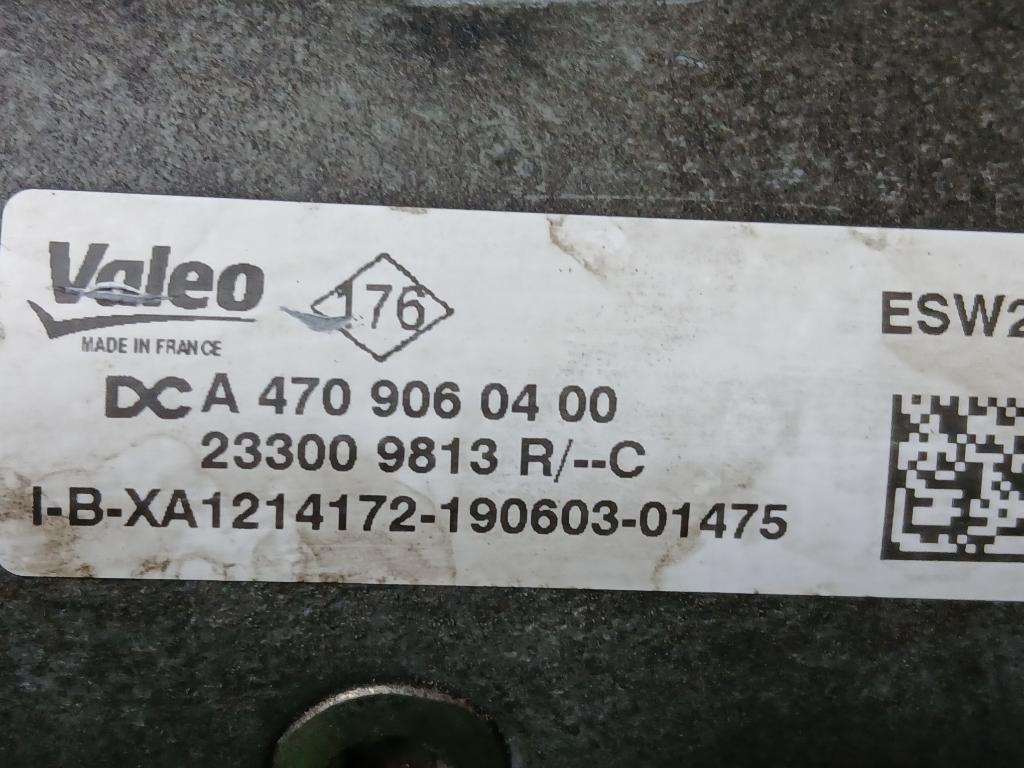 Valeo
176
ESW2
MADE IN FRANCE
DC A 470 906 04 00
23300 9813 R/--C
I-B-XA1214172-190603-01475